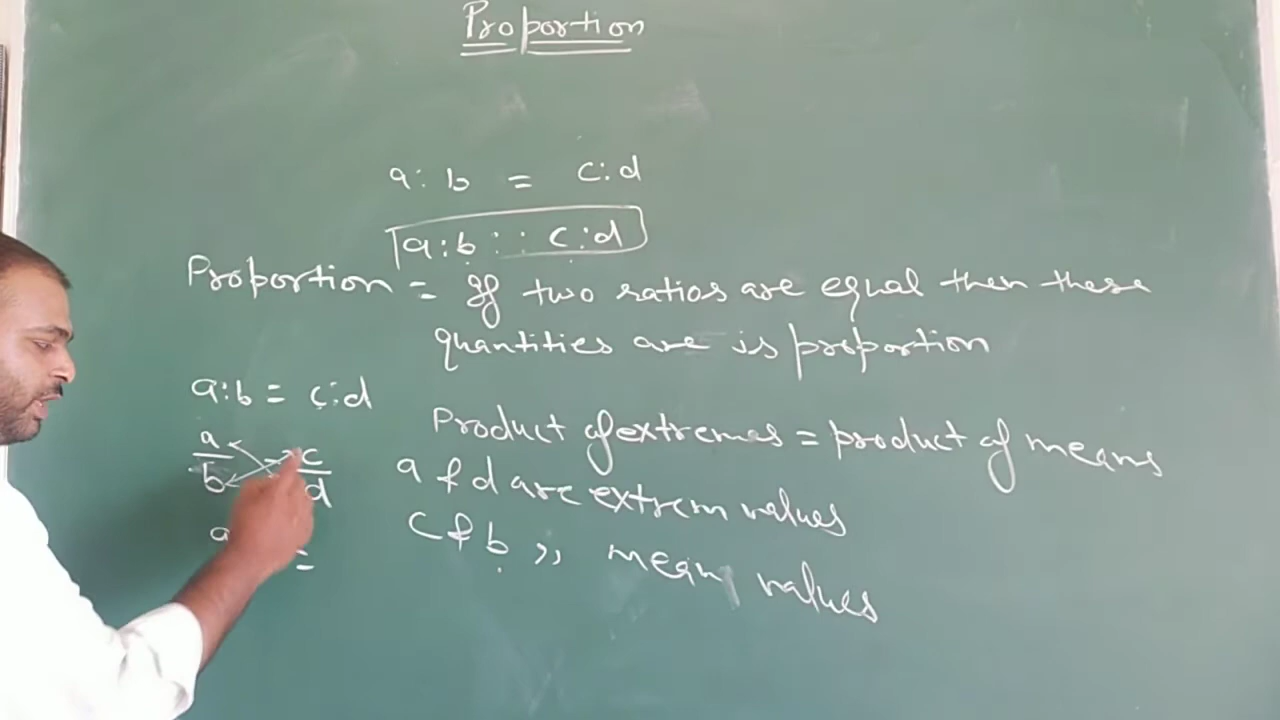 Proportion
a:b = c:d
a:b :: c:d
Proportion = If two ratios are equal then these
quantities are is proportion
a:b = c:d
Product of extremes = product of means
a/b c/d
a & d are extrem values
a =
c & b ,, mean values